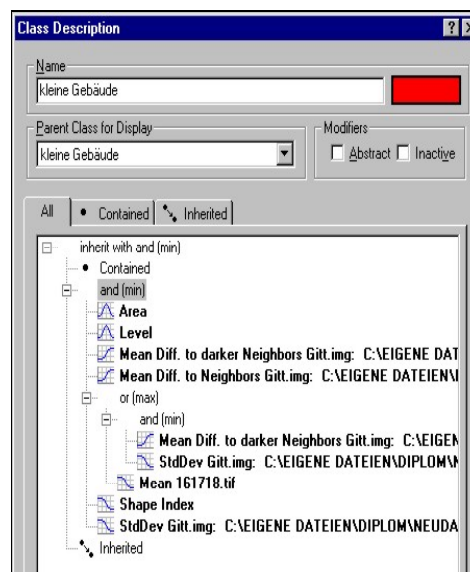 Class Description
Name
kleine Gebäude
Parent Class for Display
kleine Gebäude
Modifiers
Abstract Inactive
All Contained Inherited
inherit with and (min)
Contained
and (min)
Area
Level
Mean Diff. to darker Neighbors Gitt.img: C:\EIGENE DAT
Mean Diff. to Neighbors Gitt.img: C:\EIGENE DATEIEN\
or (max)
and (min)
Mean Diff. to darker Neighbors Gitt.img: C:\EIGEN
StdDev Gitt.img: C:\EIGENE DATEIEN\DIPLOM\
Mean 161718.tif
Shape Index
StdDev Gitt.img: C:\EIGENE DATEIEN\DIPLOM\NEUDA
Inherited